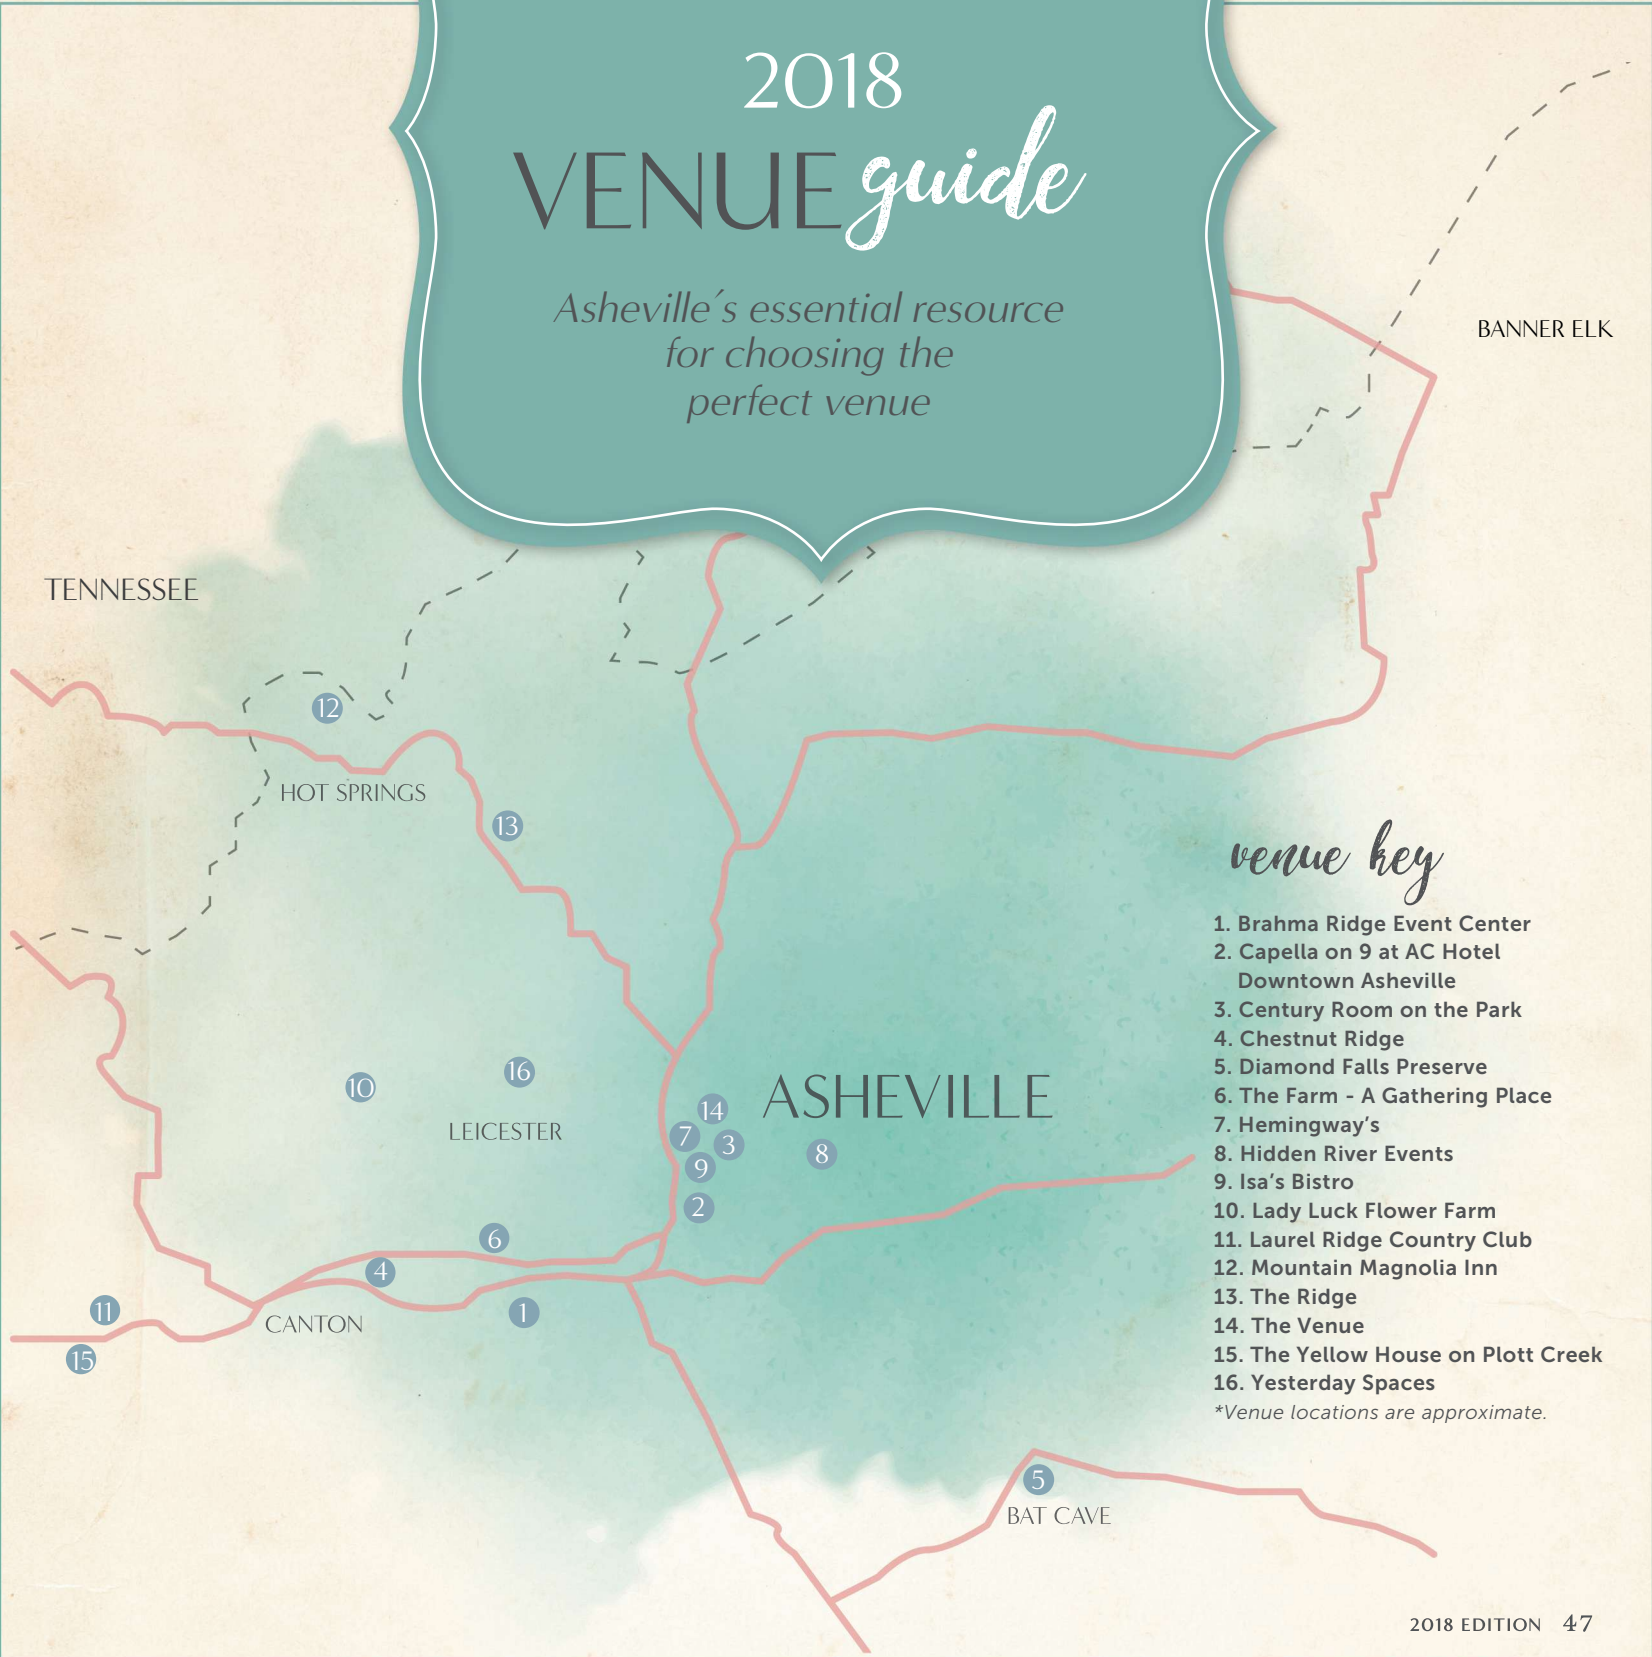 2018
VENUE guide
Asheville´s essential resource
for choosing the
perfect venue
BANNER ELK
TENNESSEE
12
HOT SPRINGS
13
venue key
1. Brahma Ridge Event Center
2. Capella on 9 at AC Hotel
Downtown Asheville
3. Century Room on the Park
4. Chestnut Ridge
5. Diamond Falls Preserve
6. The Farm - A Gathering Place
7. Hemingway's
8. Hidden River Events
9. Isa's Bistro
10. Lady Luck Flower Farm
11. Laurel Ridge Country Club
12. Mountain Magnolia Inn
13. The Ridge
14. The Venue
15. The Yellow House on Plott Creek
16. Yesterday Spaces
*Venue locations are approximate.
16
10
ASHEVILLE
14
LEICESTER
7
3
8
9
2
6
4
11
1
CANTON
15
5
BAT CAVE
2018 EDITION 47